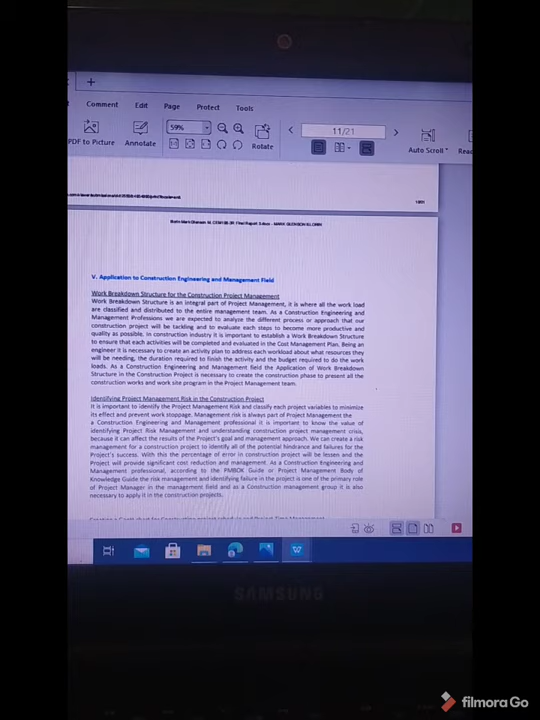 +
Comment Edit Page Protect Tools
59%
11/21
PDF to Picture Annotate Rotate Auto Scroll
V. Application to Construction Engineering and Management Field
Work Breakdown Structure for the Construction Project Management
Work Breakdown Structure is an integral part of Project Management, it is where all the work load
are classified and distributed to the entire management team. As a Construction Engineering and
Management Professions we are expected to analyze the different process or approach that our
construction project will be tackling and to evaluate each steps to become more productive and
quality as possible. In construction industry it is important to establish a Work Breakdown Structure
to ensure that each activities will be completed and evaluated in the Cost Management Plan. Being an
engineer it is necessary to create an activity plan to address each workload about what resources they
will be needing, the duration required to finish the activity and the budget required to do the work
loads. As a Construction Engineering and Management field the Application of Work Breakdown
Structure in the Construction Project is necessary to create the construction phase to present all the
construction works and work site program in the Project Management team.
Identifying Project Management Risk in the Construction Project
It is important to identify the Project Management Risk and classify each project variables to minimize
its effect and prevent work stoppage. Management risk is always part of Project Management the
a Construction Engineering and Management professional it is important to know the value of
identifying Project Risk Management and understanding construction project management crisis,
because it can affect the results of the Project's goal and management approach. We can create a risk
management for a construction project to identify all of the potential hindrance and failures for the
Project's success. With this the percentage of error in construction project will be lessen and the
Project will provide significant cost reduction and management. As a Construction Engineering and
Management professional, according to the PMBOK Guide or Project Management Body of
Knowledge Guide the risk management and identifying failure in the project is one of the primary role
of Project Manager in the management field and as a Construction management group it is also
necessary to apply it in the construction projects.
SAMSUNG
filmora Go